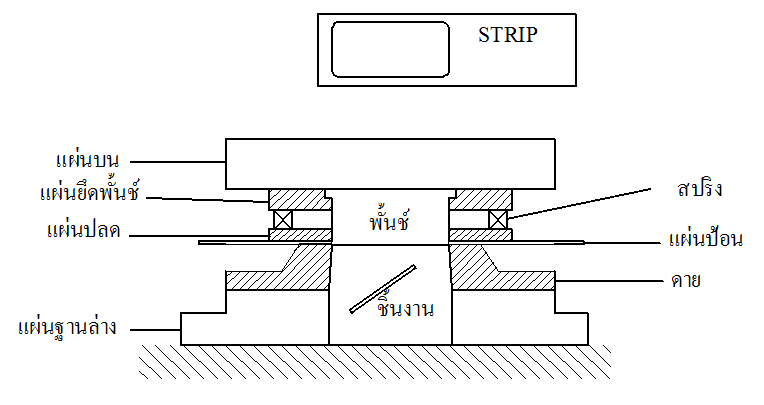 STRIP
แผ่นบน
แผ่นยึดพั้นช์
สปริง
พั้นช์
แผ่นปลด
แผ่นป้อน
ดาย
ชิ้นงาน
แผ่นฐานล่าง